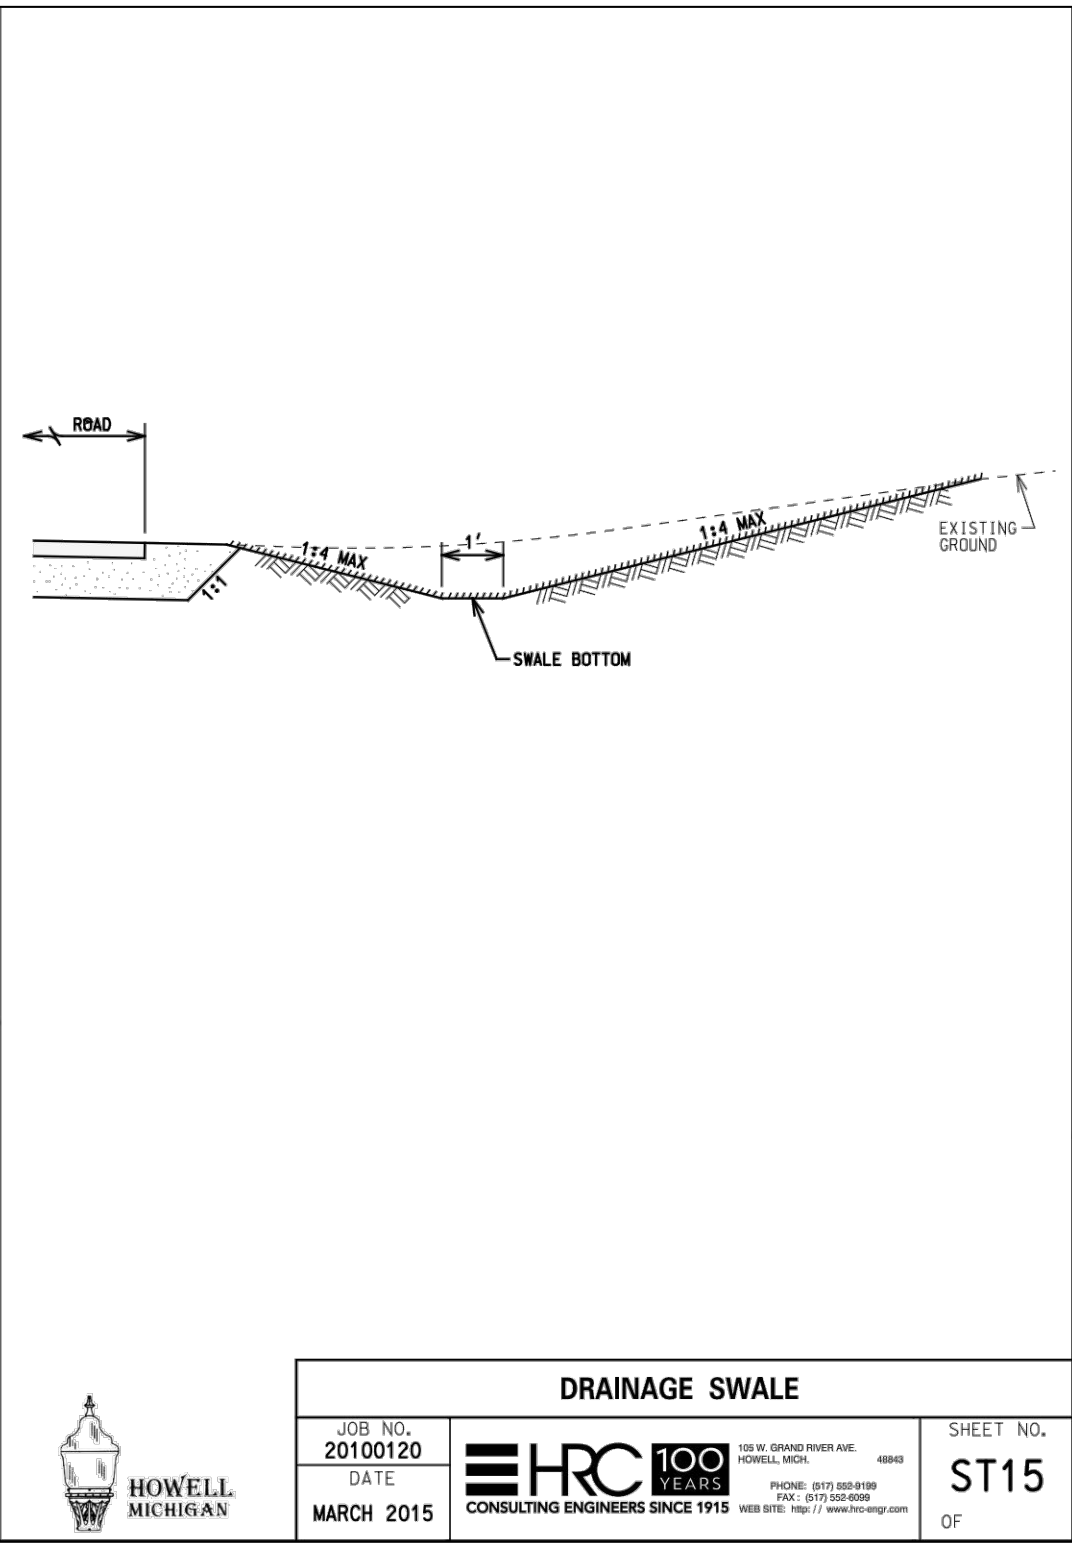 ROAD
1:4 MAX
1'
1:4 MAX
EXISTING
GROUND
1:1
SWALE BOTTOM
DRAINAGE SWALE
JOB NO.
20100120
DATE
MARCH 2015
HRC
100
YEARS
CONSULTING ENGINEERS SINCE 1915
105 W. GRAND RIVER AVE.
HOWELL, MICH. 48843
PHONE: (517) 552-9199
FAX : (517) 552-6099
WEB SITE: http: / / www.hrc-engr.com
SHEET NO.
ST15
OF
HOWELL
MICHIGAN